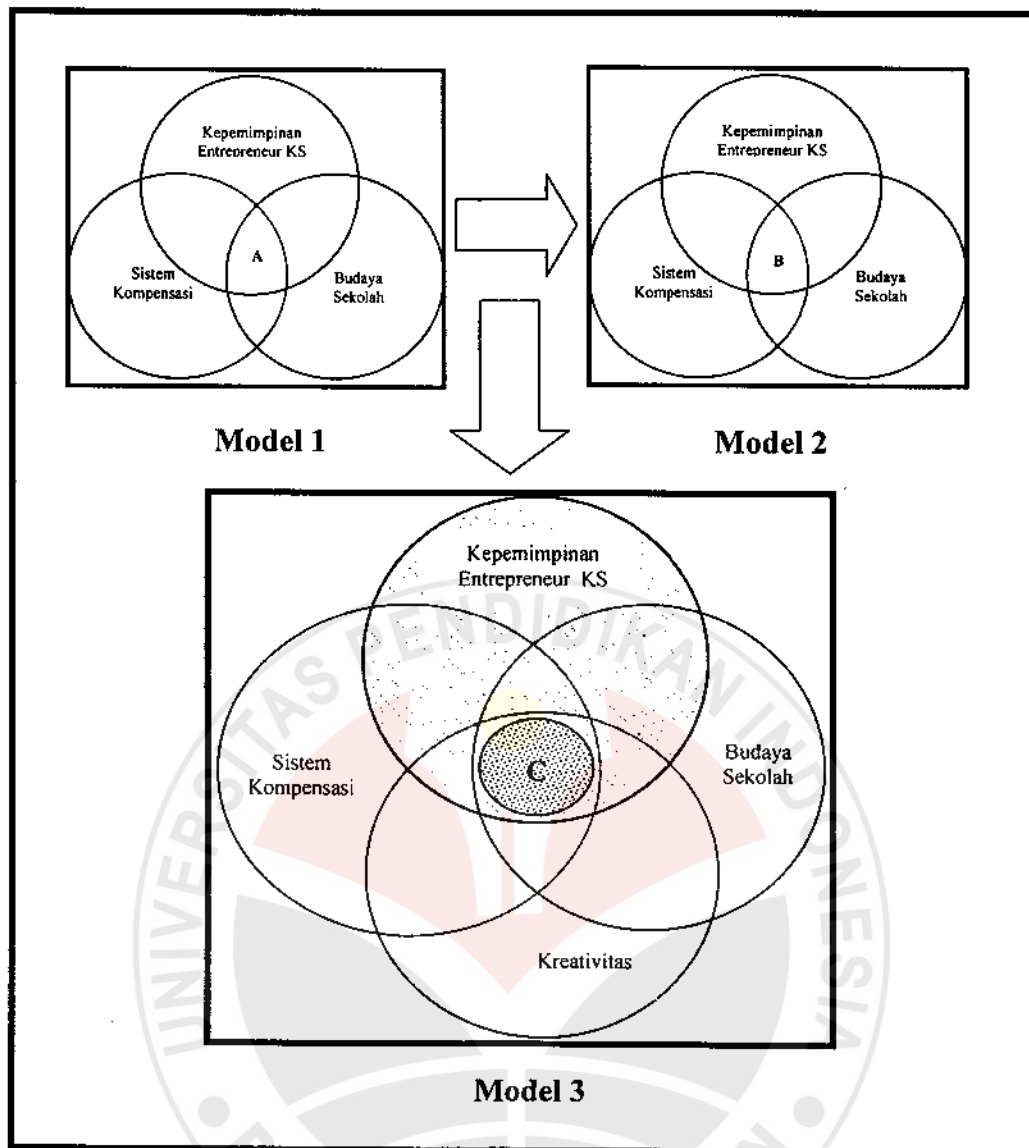 Kepemimpinan
Entrepreneur KS
A
Sistem
Kompensasi
Budaya
Sekolah
Model 1
Kepemimpinan
Entrepreneur KS
B
Sistem
Kompensasi
Budaya
Sekolah
Model 2
Kepemimpinan
Entrepreneur KS
Sistem
Kompensasi
C
Budaya
Sekolah
Kreativitas
Model 3
UNIVERSITAS PENDIDIKAN INDONESIA